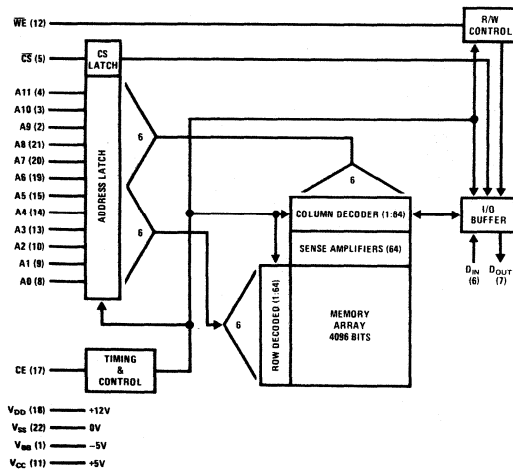 WE (12)
R/W
CONTROL
CS (5)
CS
LATCH
A11 (4)
A10 (3)
A9 (2)
A8 (21)
A7 (20)
A6 (19)
A5 (15)
A4 (14)
A3 (13)
A2 (10)
A1 (9)
A0 (8)
ADDRESS LATCH
6
6
6
COLUMN DECODER (1:64)
I/O
BUFFER
SENSE AMPLIFIERS (64)
DIN
(6)
DOUT
(7)
6
ROW DECODED (1:64)
MEMORY
ARRAY
4096 BITS
CE (17)
TIMING
&
CONTROL
VDD (18) +12V
VSS (22) 0V
VBB (1) -5V
VCC (11) +5V